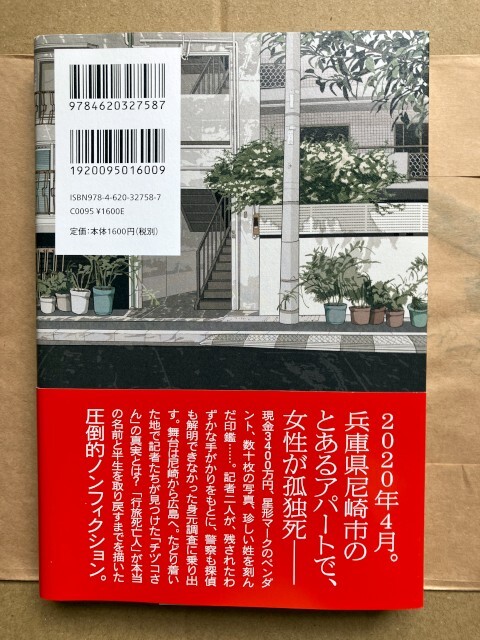 9784620327587
1920095016009
ISBN978-4-620-32758-7
C0095 ¥1600E
定価：本体1600円（税別）
2020年4月。
兵庫県尼崎市の
とあるアパートで、
女性が孤独死——
現金3400万円、星形マークのペンダ
ント、数十枚の写真、珍しい姓を刻ん
だ印鑑……。記者二人が、残されたわ
ずかな手がかりをもとに、警察も探偵
も解明できなかった身元調査に乗り出
す。舞台は尼崎から広島へ。たどり着い
た地で記者たちが見つけた「千津子さ
ん」の真実とは？「行旅死亡人」が本当
の名前と半生を取り戻すまでを描いた
圧倒的ノンフィクション。